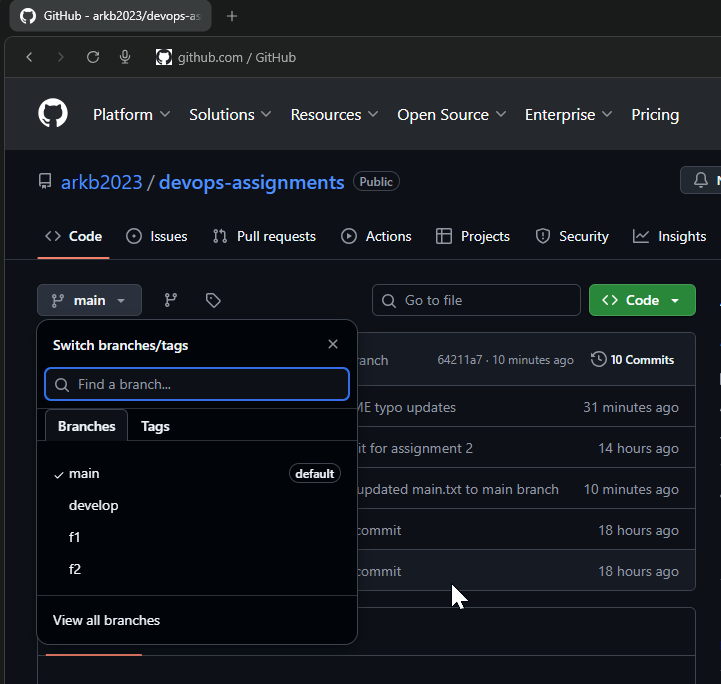 GitHub - arkb2023/devops-as
github.com / GitHub
Platform Solutions Resources Open Source Enterprise Pricing
arkb2023 / devops-assignments Public
Code Issues Pull requests Actions Projects Security Insights
main Go to file Code
Switch branches/tags
64211a7 · 10 minutes ago 10 Commits
Find a branch...
typo updates 31 minutes ago
Branches Tags
for assignment 2 14 hours ago
main default
updated main.txt to main branch 10 minutes ago
develop
commit 18 hours ago
f1
f2
commit 18 hours ago
View all branches